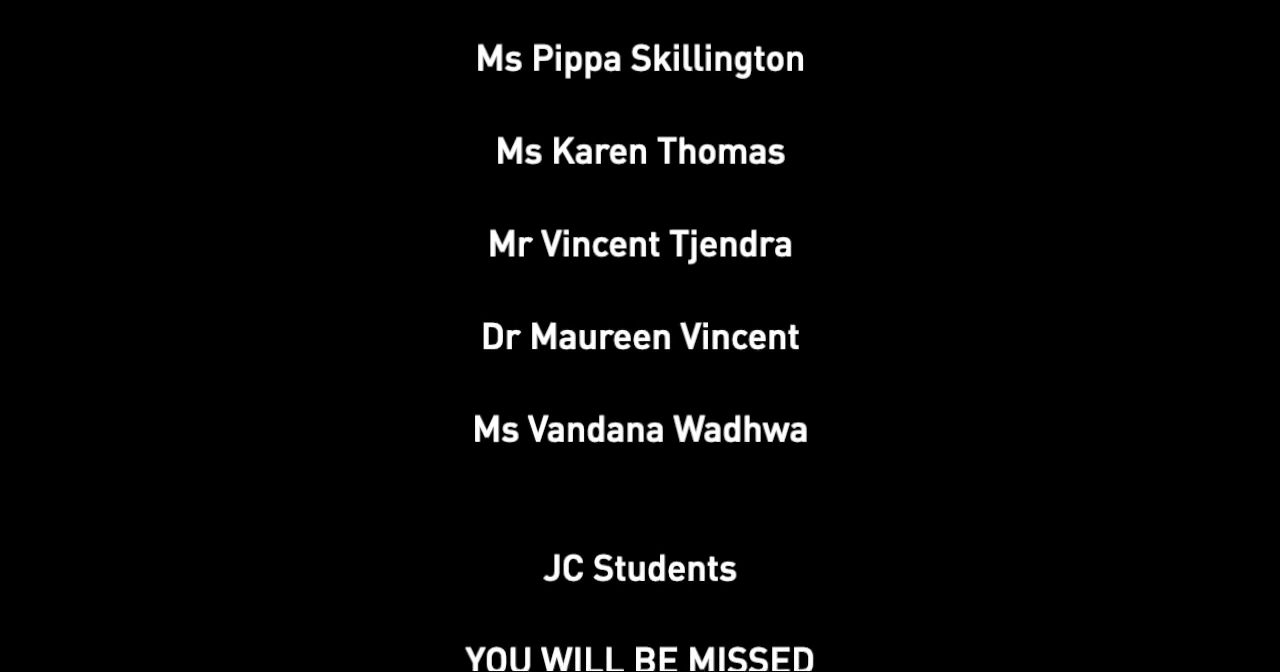 Ms Pippa Skillington
Ms Karen Thomas
Mr Vincent Tjendra
Dr Maureen Vincent
Ms Vandana Wadhwa
JC Students
YOU WILL BE MISSED